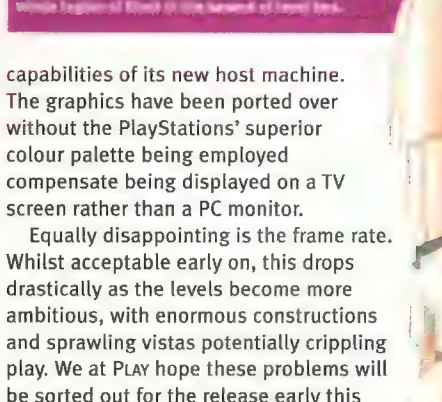 capabilities of its new host machine.
The graphics have been ported over
without the PlayStations' superior
colour palette being employed
compensate being displayed on a TV
screen rather than a PC monitor.
Equally disappointing is the frame rate.
Whilst acceptable early on, this drops
drastically as the levels become more
ambitious, with enormous constructions
and sprawling vistas potentially crippling
play. We at PLAY hope these problems will
be sorted out for the release early this